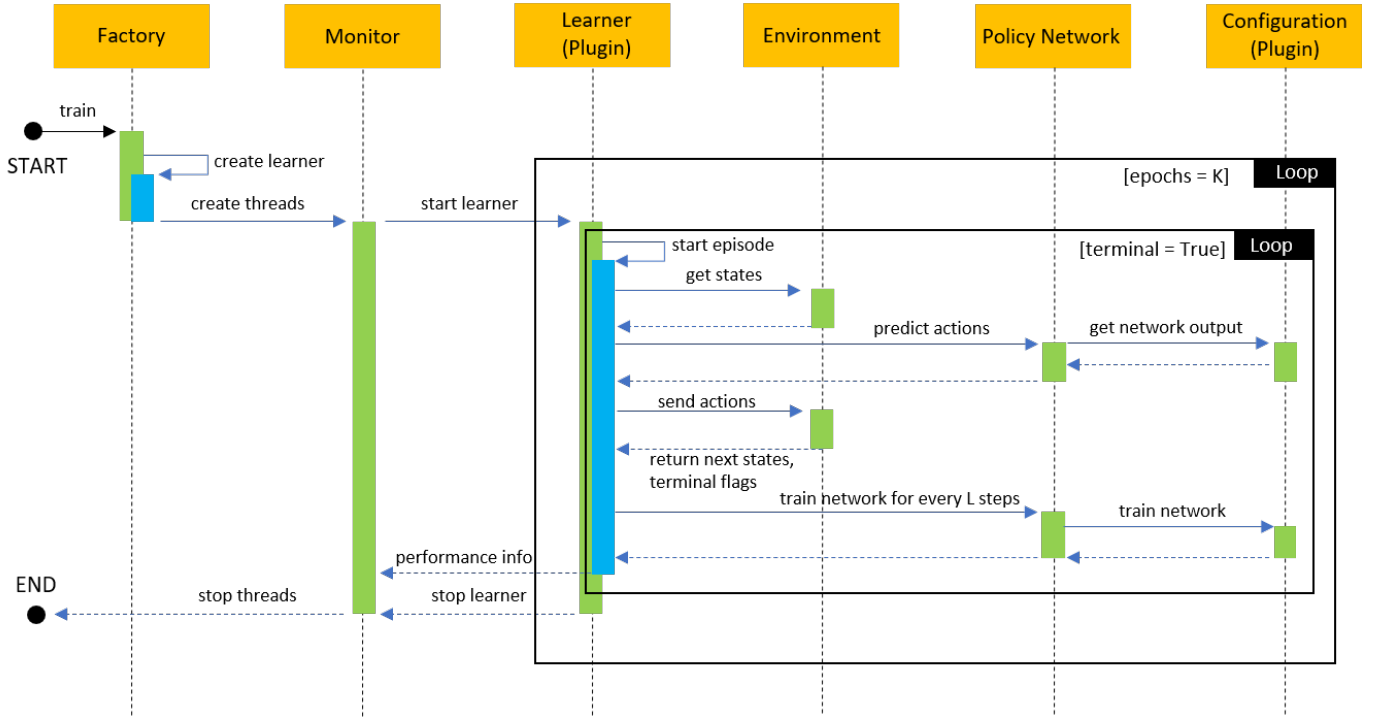 Factory
Monitor
Learner
(Plugin)
Environment
Policy Network
Configuration
(Plugin)
train
START
create learner
create threads
start learner
[epochs = K]
Loop
[terminal = True]
Loop
start episode
get states
predict actions
get network output
send actions
return next states,
terminal flags
train network for every L steps
train network
performance info
END
stop threads
stop learner